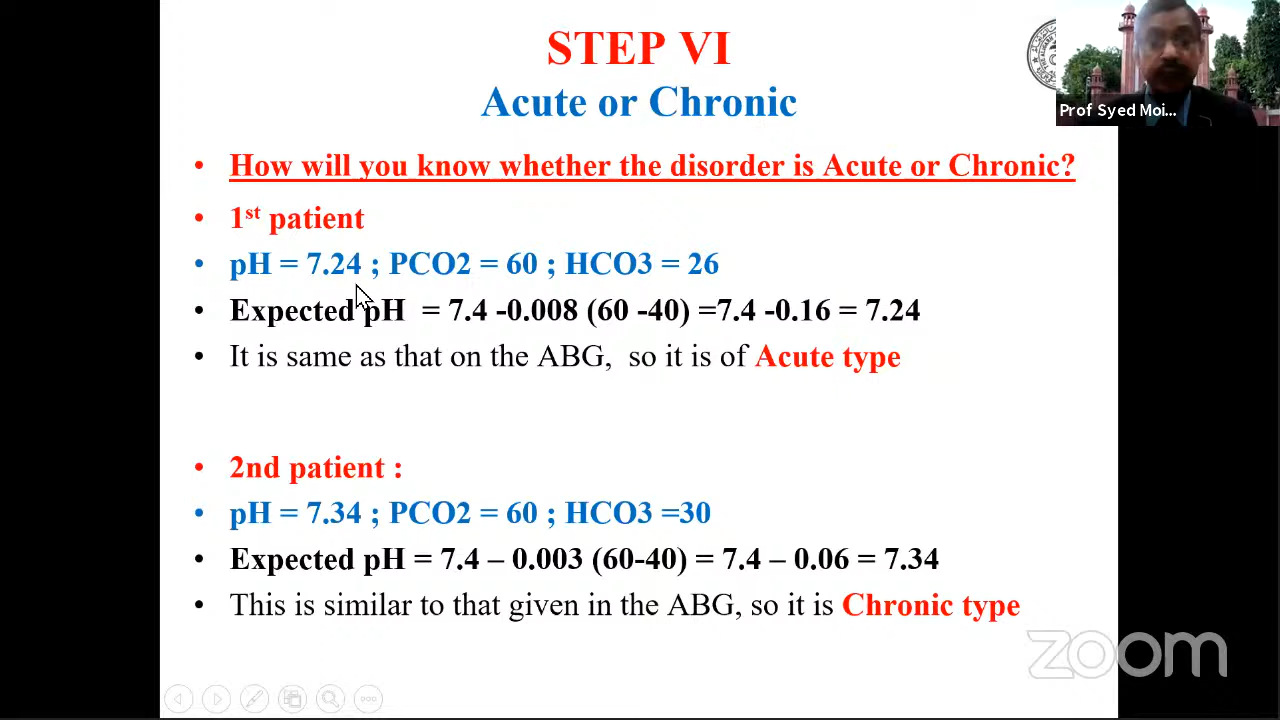 STEP VI
Acute or Chronic
Prof Syed Moi...
• How will you know whether the disorder is Acute or Chronic?
• 1st patient
• pH = 7.24 ; PCO2 = 60 ; HCO3 = 26
• Expected pH = 7.4 -0.008 (60 -40) =7.4 -0.16 = 7.24
• It is same as that on the ABG, so it is of Acute type
• 2nd patient :
• pH = 7.34 ; PCO2 = 60 ; HCO3 =30
• Expected pH = 7.4 – 0.003 (60-40) = 7.4 – 0.06 = 7.34
• This is similar to that given in the ABG, so it is Chronic type
zoom